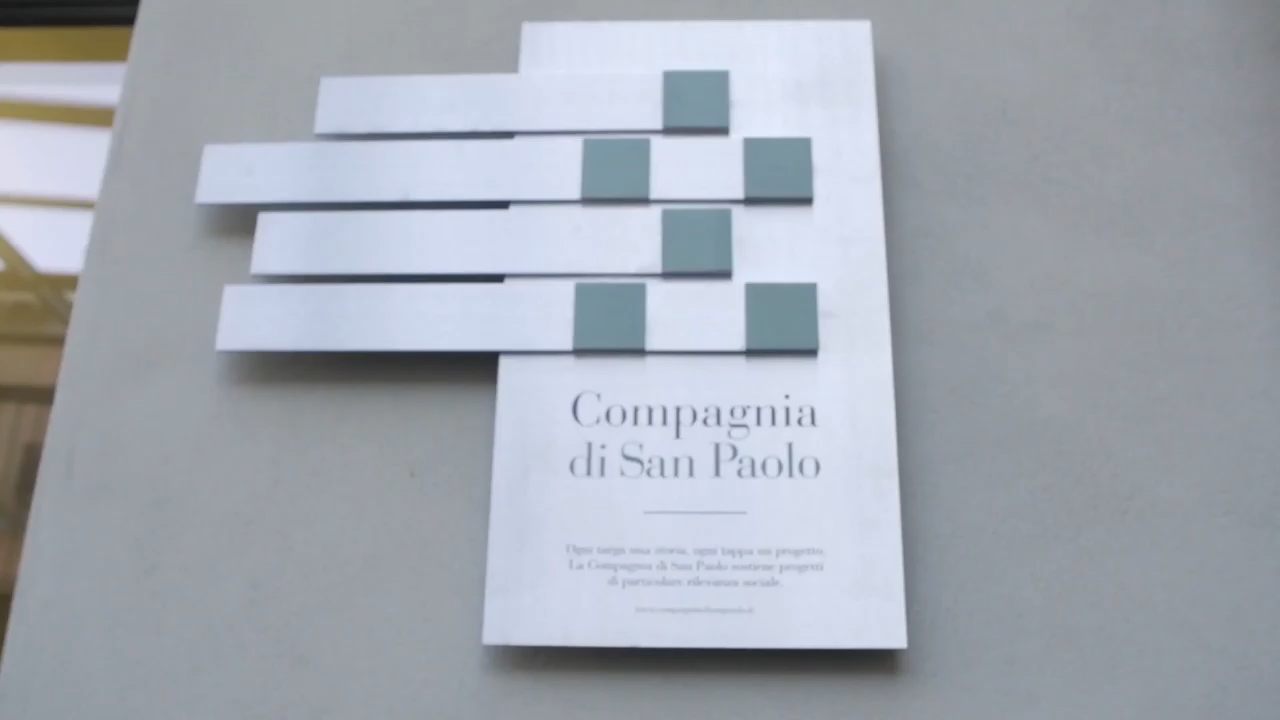 Compagnia
di San Paolo
Ogni targa una storia, ogni tappa un progetto.
La Compagnia di San Paolo sostiene progetti
di particolare rilevanza sociale.